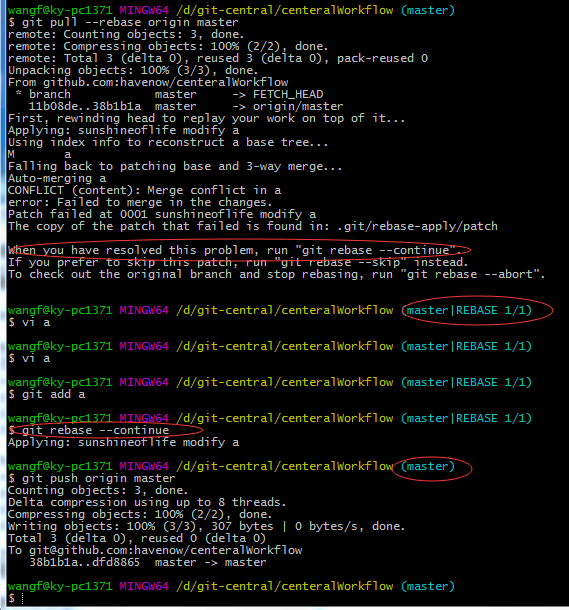 wangf@ky-pc1371 MINGW64 /d/git-central/centeralWorkflow (master)
$ git pull --rebase origin master
remote: Counting objects: 3, done.
remote: Compressing objects: 100% (2/2), done.
remote: Total 3 (delta 0), reused 3 (delta 0), pack-reused 0
Unpacking objects: 100% (3/3), done.
From github.com:havenow/centeralWorkflow
* branch master -> FETCH_HEAD
11b08de..38b1b1a master -> origin/master
First, rewinding head to replay your work on top of it...
Applying: sunshineoflife modify a
Using index info to reconstruct a base tree...
M a
Falling back to patching base and 3-way merge...
Auto-merging a
CONFLICT (content): Merge conflict in a
error: Failed to merge in the changes.
Patch failed at 0001 sunshineoflife modify a
The copy of the patch that failed is found in: .git/rebase-apply/patch
When you have resolved this problem, run "git rebase --continue".
If you prefer to skip this patch, run "git rebase --skip" instead.
To check out the original branch and stop rebasing, run "git rebase --abort".
wangf@ky-pc1371 MINGW64 /d/git-central/centeralWorkflow (master|REBASE 1/1)
$ vi a
wangf@ky-pc1371 MINGW64 /d/git-central/centeralWorkflow (master|REBASE 1/1)
$ vi a
wangf@ky-pc1371 MINGW64 /d/git-central/centeralWorkflow (master|REBASE 1/1)
$ git add a
wangf@ky-pc1371 MINGW64 /d/git-central/centeralWorkflow (master|REBASE 1/1)
$ git rebase --continue
Applying: sunshineoflife modify a
wangf@ky-pc1371 MINGW64 /d/git-central/centeralWorkflow (master)
$ git push origin master
Counting objects: 3, done.
Delta compression using up to 8 threads.
Compressing objects: 100% (2/2), done.
Writing objects: 100% (3/3), 307 bytes | 0 bytes/s, done.
Total 3 (delta 0), reused 0 (delta 0)
To git@github.com:havenow/centeralWorkflow
38b1b1a..dfd8865 master -> master
wangf@ky-pc1371 MINGW64 /d/git-central/centeralWorkflow (master)
$